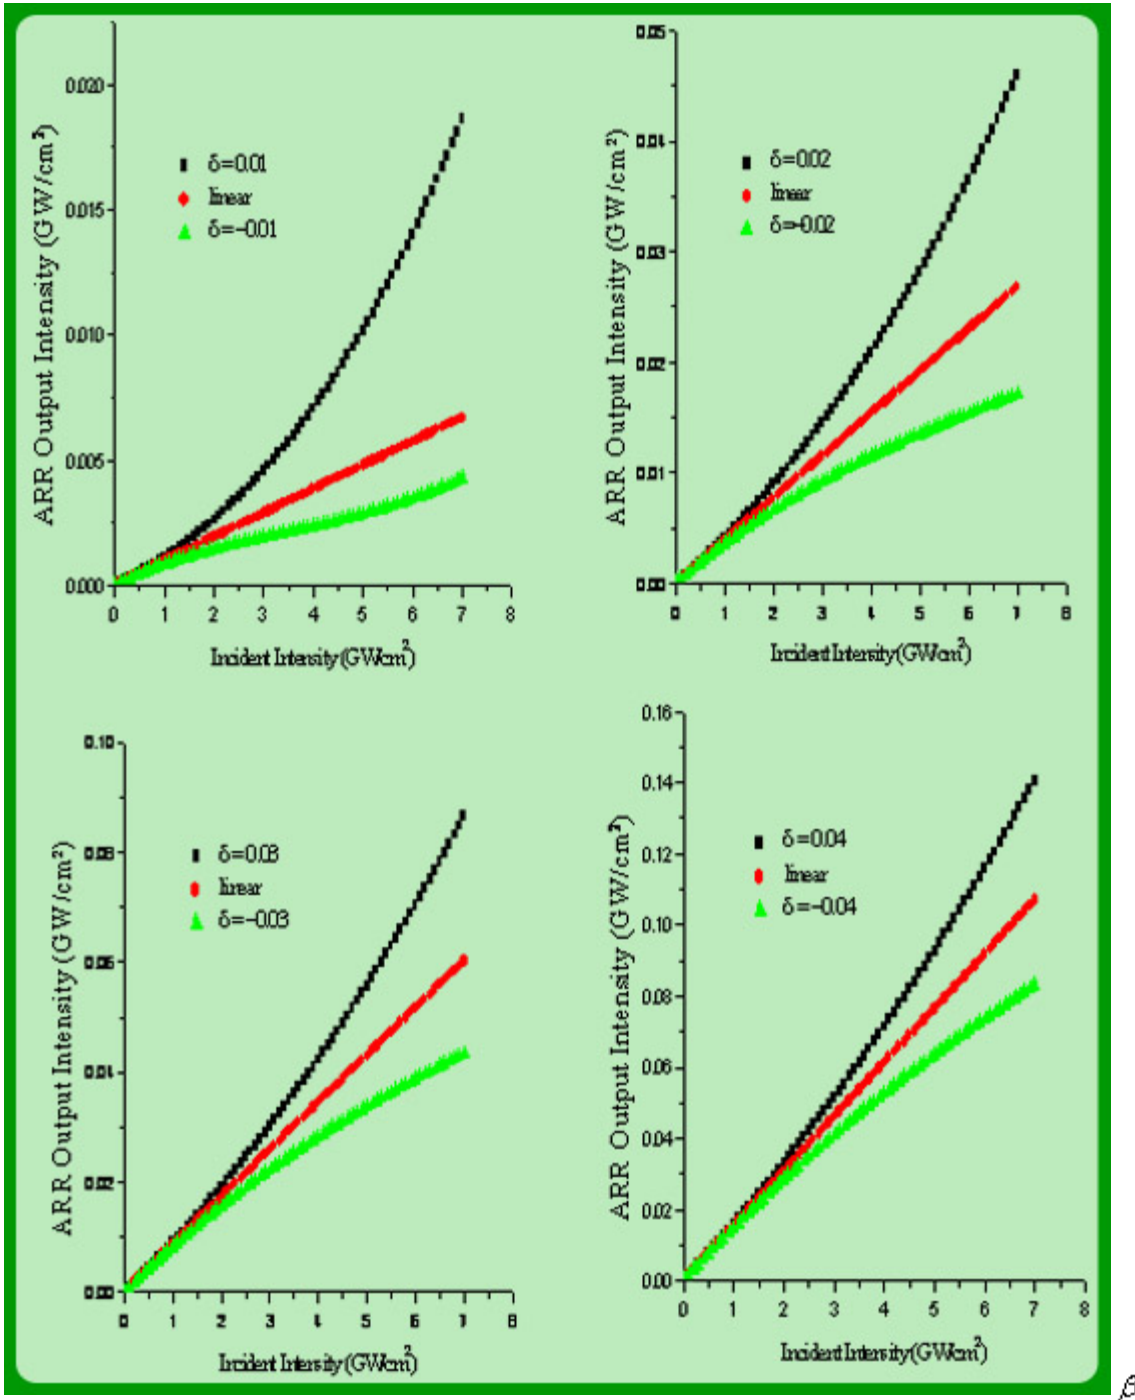 0.020
0.015
0.010
0.005
0.000
ARR Output Intensity (GW/cm²)
δ=0.01
linear
δ=-0.01
0 1 2 3 4 5 6 7 8
Incident Intensity(GW/cm²)
0.05
0.04
0.03
0.02
0.01
0.00
ARR Output Intensity (GW/cm²)
δ=0.02
linear
δ=-0.02
0 1 2 3 4 5 6 7 8
Incident Intensity(GW/cm²)
0.10
0.08
0.06
0.04
0.02
0.00
ARR Output Intensity (GW/cm²)
δ=0.03
linear
δ=-0.03
0 1 2 3 4 5 6 7 8
Incident Intensity(GW/cm²)
0.16
0.14
0.12
0.10
0.08
0.06
0.04
0.02
0.00
ARR Output Intensity (GW/cm²)
δ=0.04
linear
δ=-0.04
0 1 2 3 4 5 6 7 8
Incident Intensity(GW/cm²)
β